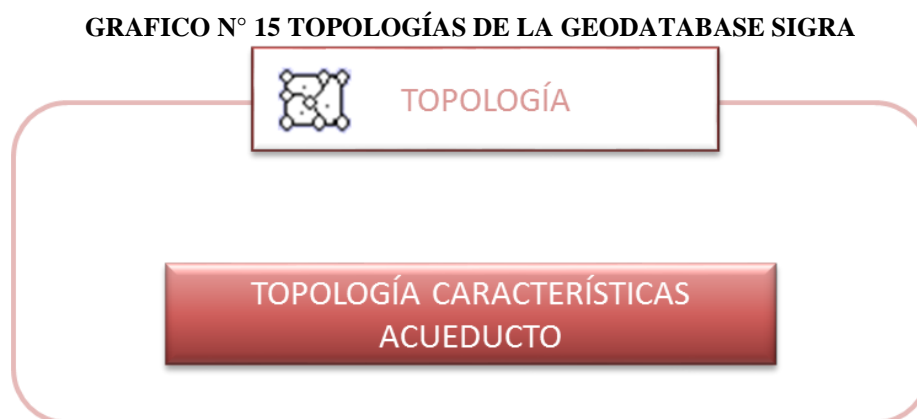 GRAFICO N° 15 TOPOLOGÍAS DE LA GEODATABASE SIGRA
TOPOLOGÍA
TOPOLOGÍA CARACTERÍSTICAS
ACUEDUCTO